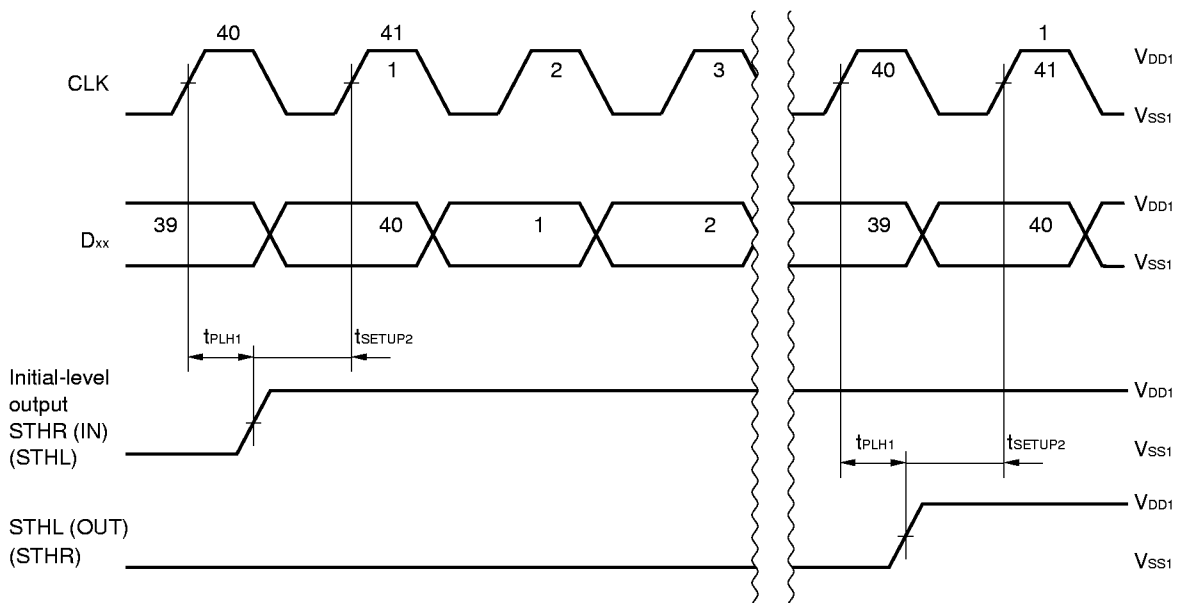 40 41 1
CLK 1 2 3 40 41 VDD1
VSS1
VDD1
Dxx 39 40 1 2 39 40
VSS1
tPLH1 tSETUP2
Initial-level
output
STHR (IN)
(STHL)
VDD1
tPLH1 tSETUP2
VSS1
VDD1
STHL (OUT)
(STHR)
VSS1